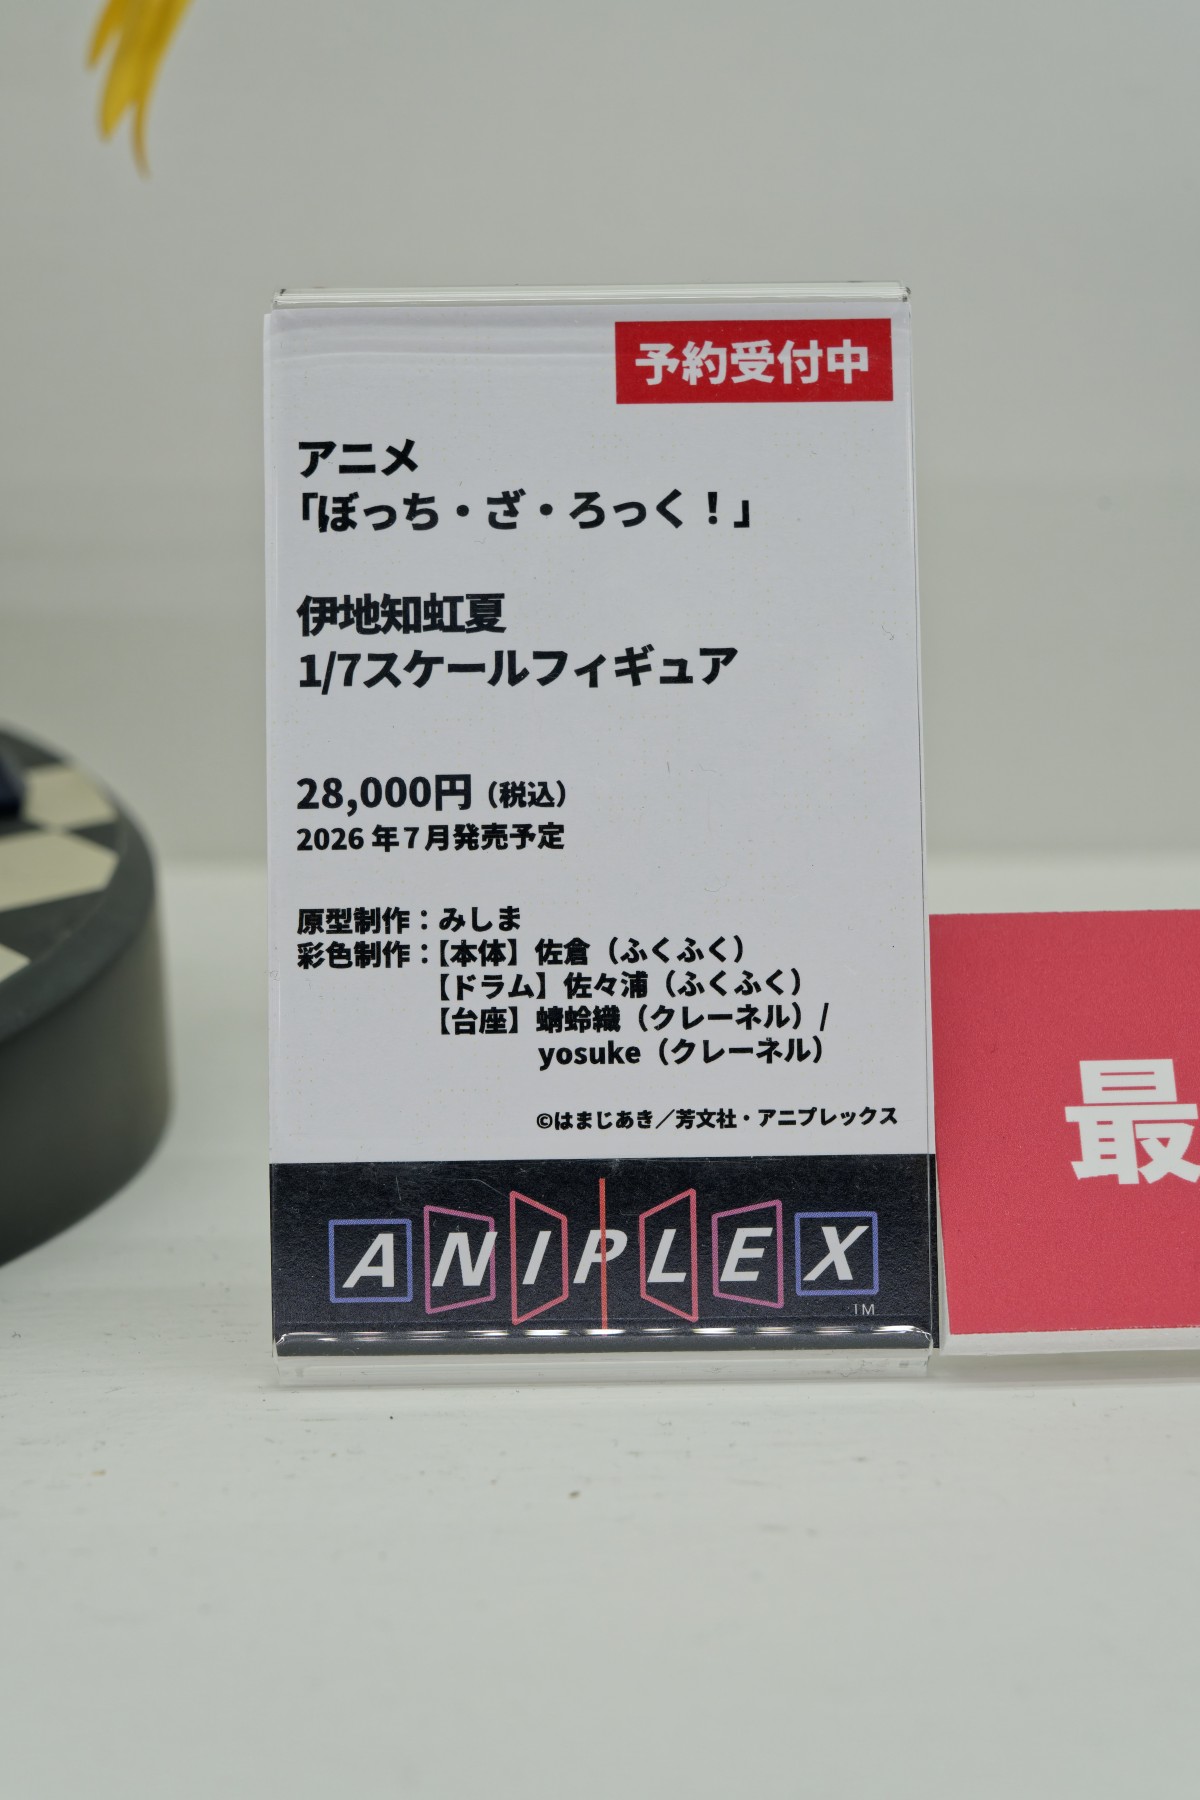 予約受付中
アニメ
「ぼっち・ざ・ろっく！」
伊地知虹夏
1/7スケールフィギュア
28,000円（税込）
2026年7月発売予定
原型制作：みしま
彩色制作：【本体】佐倉（ふくふく）
【ドラム】佐々浦（ふくふく）
【台座】蜻蛉織（クレーネル）/
yosuke（クレーネル）
©はまじあき／芳文社・アニプレックス
ANIPLEX
TM
最